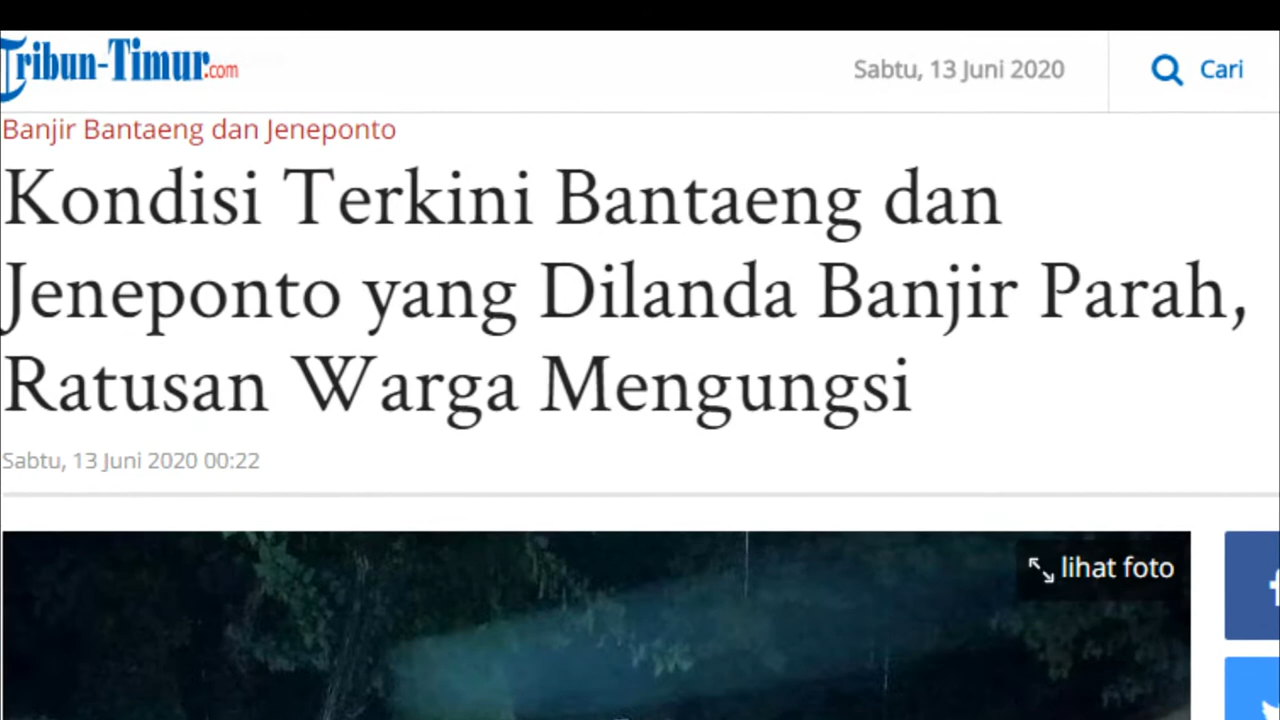 Tribun-Timur.com
Sabtu, 13 Juni 2020
Cari
Banjir Bantaeng dan Jeneponto
Kondisi Terkini Bantaeng dan
Jeneponto yang Dilanda Banjir Parah,
Ratusan Warga Mengungsi
Sabtu, 13 Juni 2020 00:22
lihat foto